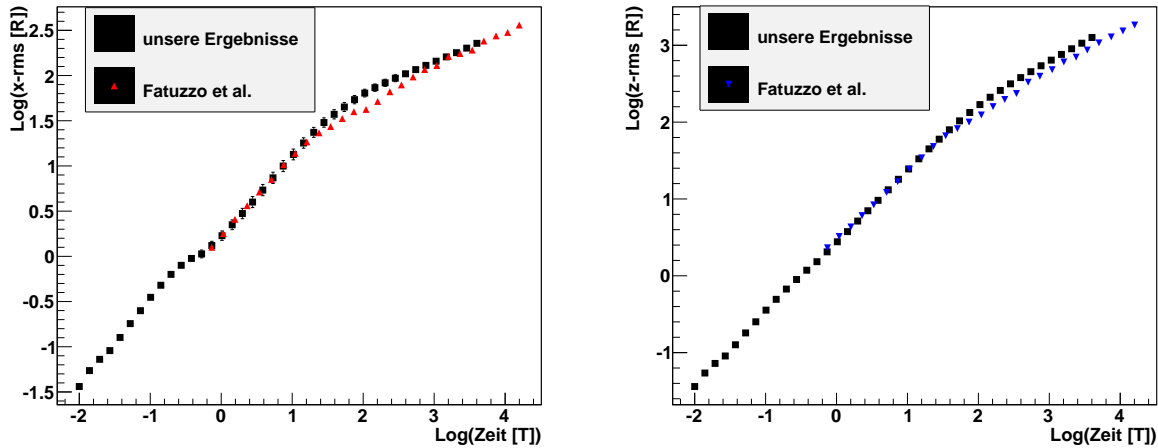 Log(x-rms [R])
2.5
2
1.5
1
0.5
0
-0.5
-1
-1.5
unsere Ergebnisse
Fatuzzo et al.
-2 -1 0 1 2 3 4
Log(Zeit [T])
Log(z-rms [R])
3
2
1
0
-1
unsere Ergebnisse
Fatuzzo et al.
-2 -1 0 1 2 3 4
Log(Zeit [T])